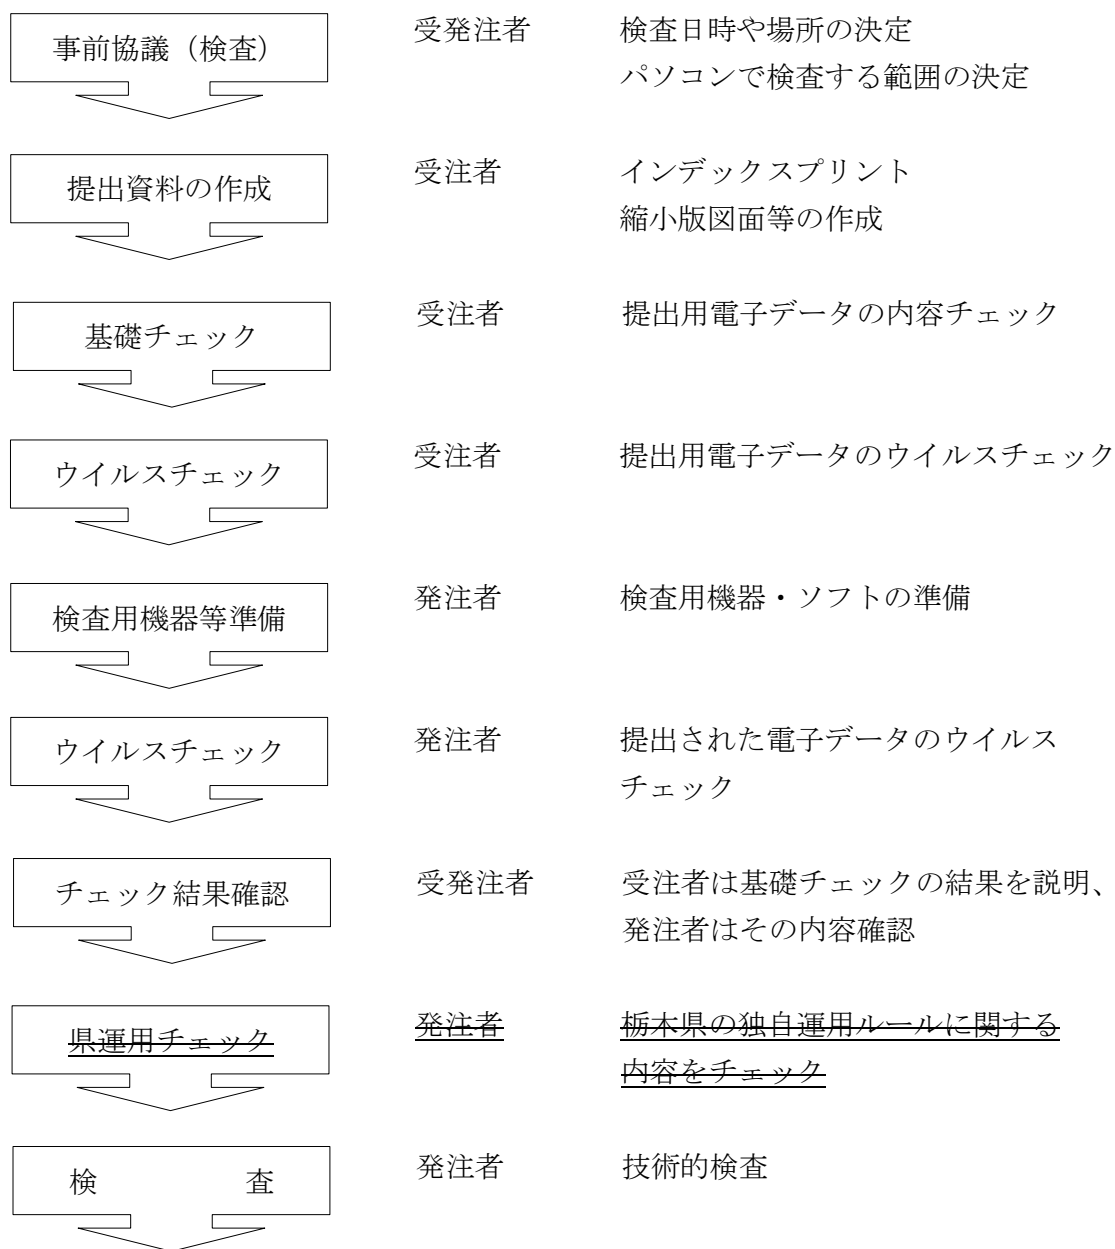 事前協議（検査） 受発注者 検査日時や場所の決定
パソコンで検査する範囲の決定
提出資料の作成 受注者 インデックスプリント
縮小版図面等の作成
基礎チェック 受注者 提出用電子データの内容チェック
ウイルスチェック 受注者 提出用電子データのウイルスチェック
検査用機器等準備 発注者 検査用機器・ソフトの準備
ウイルスチェック 発注者 提出された電子データのウイルス
チェック
チェック結果確認 受発注者 受注者は基礎チェックの結果を説明、
発注者はその内容確認
県運用チェック 発注者 栃木県の独自運用ルールに関する
内容をチェック
検　査 発注者 技術的検査